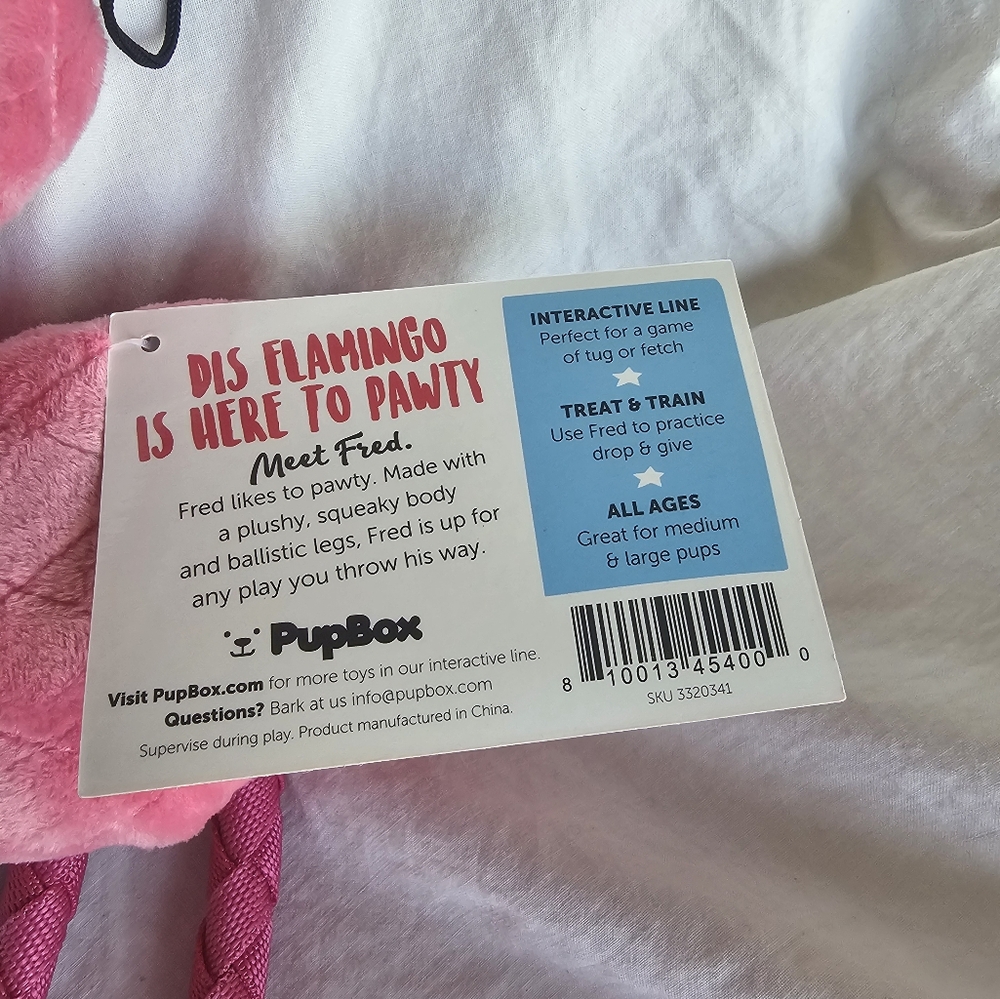 DIS FLAMINGO
IS HERE TO PAWTY
Meet Fred.
Fred likes to pawty. Made with
a plushy, squeaky body
and ballistic legs, Fred is up for
any play you throw his way.
PupBox
Visit PupBox.com for more toys in our interactive line.
Questions? Bark at us info@pupbox.com
Supervise during play. Product manufactured in China.
INTERACTIVE LINE
Perfect for a game
of tug or fetch
TREAT & TRAIN
Use Fred to practice
drop & give
ALL AGES
Great for medium
& large pups
8 10013 45400 0
SKU 3320341